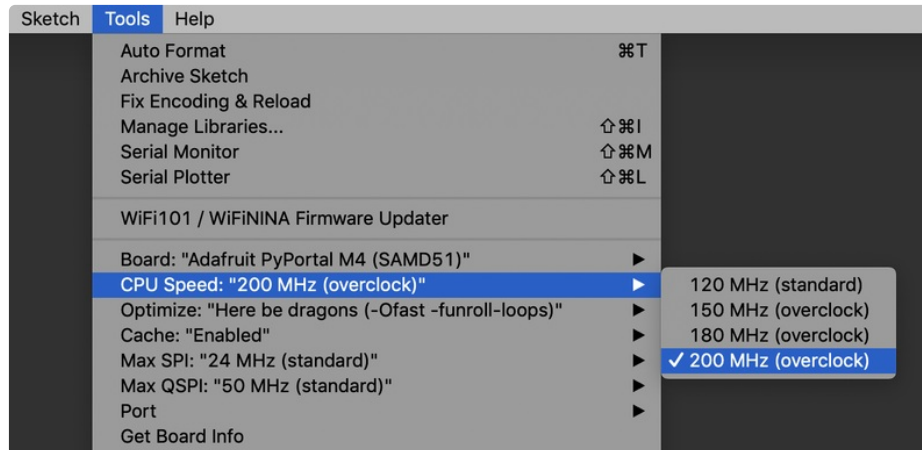 Sketch Tools Help
Auto Format ⌘T
Archive Sketch
Fix Encoding & Reload
Manage Libraries... ⇧⌘I
Serial Monitor ⇧⌘M
Serial Plotter ⇧⌘L
WiFi101 / WiFiNINA Firmware Updater
Board: "Adafruit PyPortal M4 (SAMD51)" ▶
CPU Speed: "200 MHz (overclock)" ▶
Optimize: "Here be dragons (-Ofast -funroll-loops)" ▶
Cache: "Enabled" ▶
Max SPI: "24 MHz (standard)" ▶
Max QSPI: "50 MHz (standard)" ▶
Port ▶
Get Board Info
120 MHz (standard)
150 MHz (overclock)
180 MHz (overclock)
✓ 200 MHz (overclock)